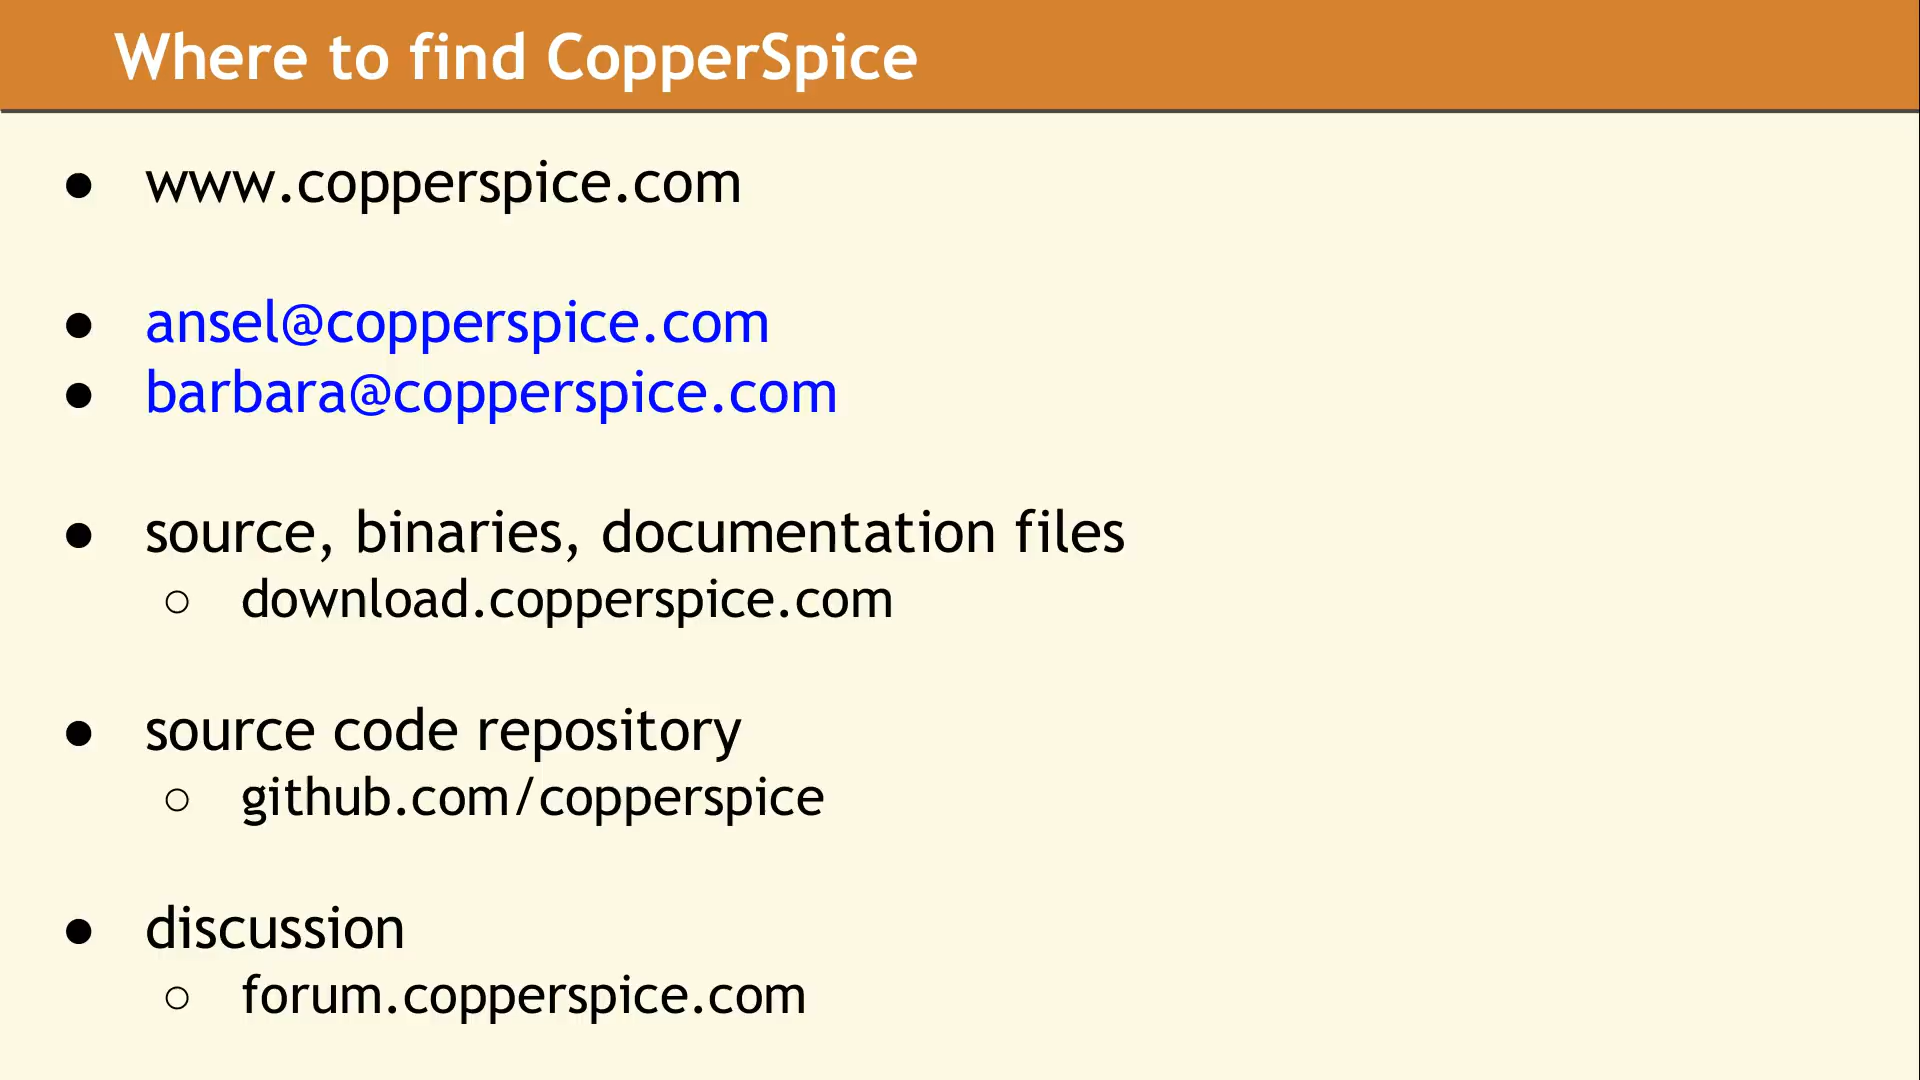 Where to find CopperSpice
● www.copperspice.com
● ansel@copperspice.com
● barbara@copperspice.com
● source, binaries, documentation files
○ download.copperspice.com
● source code repository
○ github.com/copperspice
● discussion
○ forum.copperspice.com